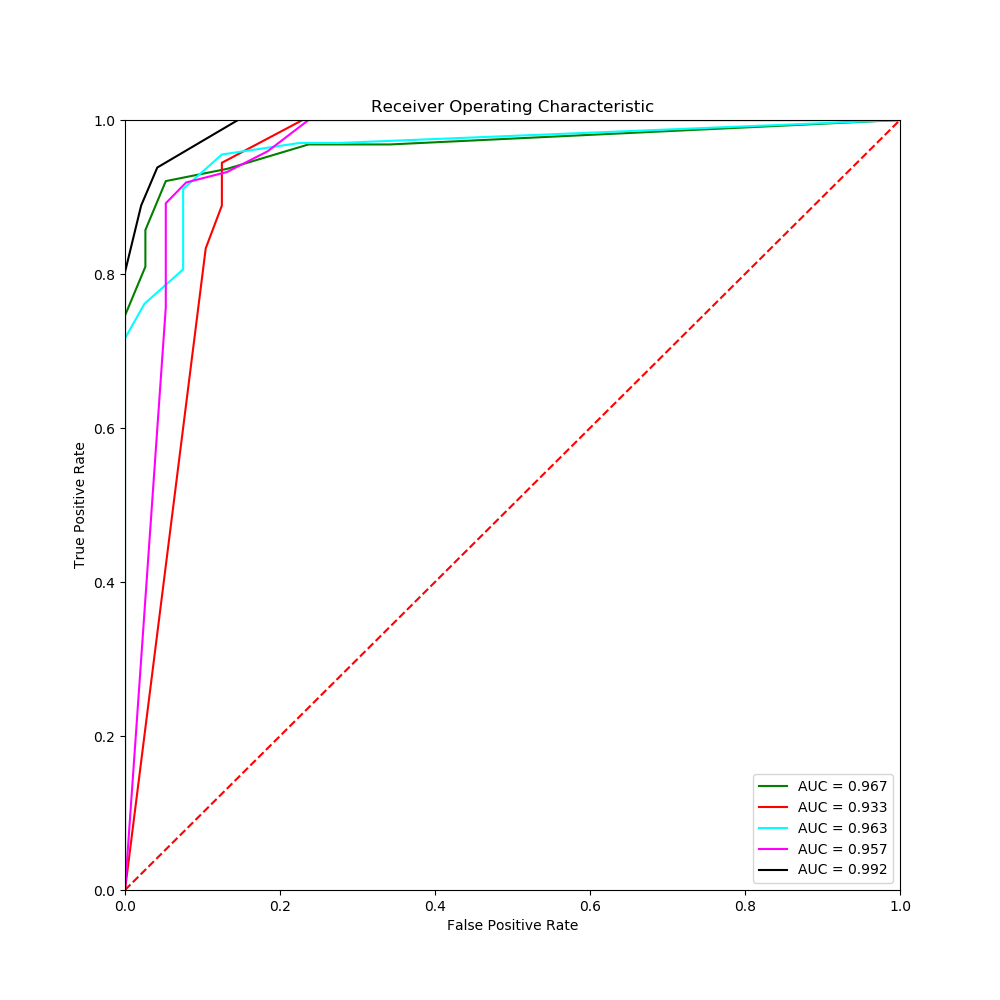 Receiver Operating Characteristic
1.0
0.8
0.6
0.4
0.2
0.0
True Positive Rate
AUC = 0.967
AUC = 0.933
AUC = 0.963
AUC = 0.957
AUC = 0.992
0.0 0.2 0.4 0.6 0.8 1.0
False Positive Rate